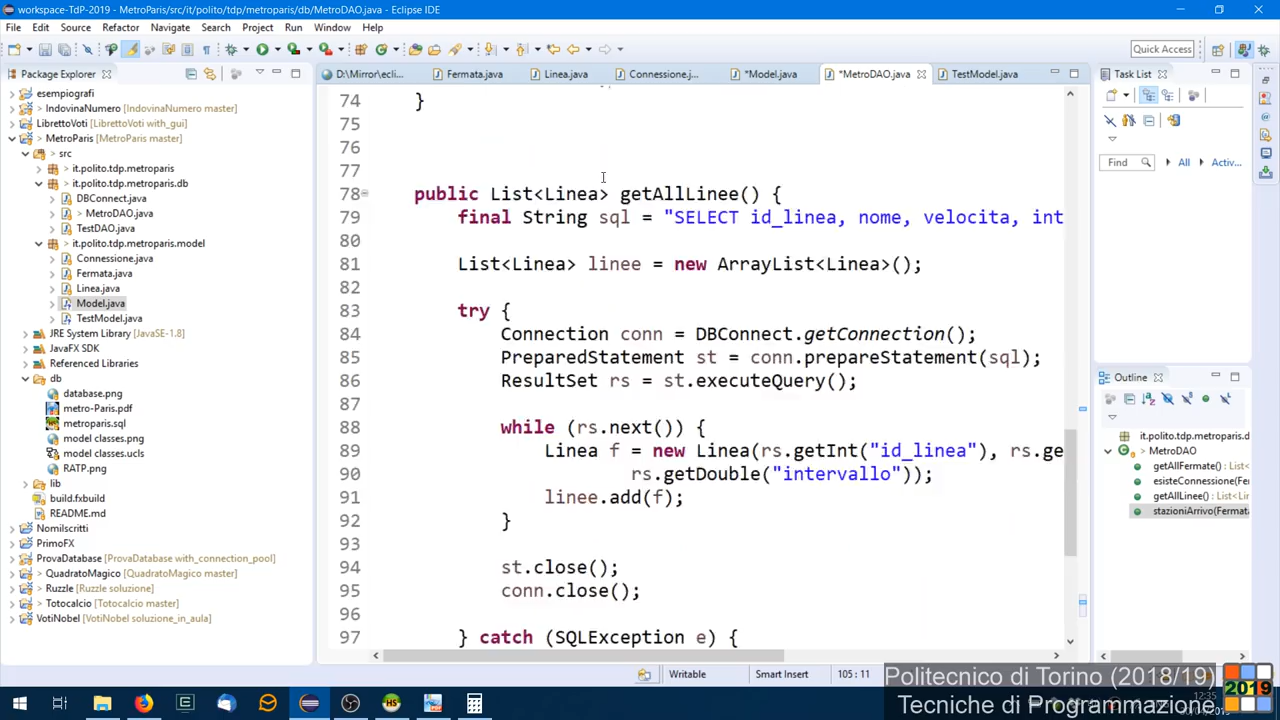 workspace-TdP-2019 - MetroParis/src/it/polito/tdp/metroparis/db/MetroDAO.java - Eclipse IDE
File Edit Source Refactor Navigate Search Project Run Window Help
Quick Access
Package Explorer
D:\Mirror\ecli... Fermata.java Linea.java Connessione.j... *Model.java *MetroDAO.java TestModel.java
Task List
esempiografi
> IndovinaNumero [IndovinaNumero master]
LibrettoVoti [LibrettoVoti with_gui]
> MetroParis [MetroParis master]
> src
> it.polito.tdp.metroparis
> it.polito.tdp.metroparis.db
DBConnect.java
> MetroDAO.java
TestDAO.java
> it.polito.tdp.metroparis.model
Connessione.java
Fermata.java
Linea.java
Model.java
TestModel.java
JRE System Library [JavaSE-1.8]
JavaFX SDK
Referenced Libraries
db
database.png
metro-Paris.pdf
metroparis.sql
model classes.png
>> model classes.ucls
RATP.png
lib
build.fxbuild
README.md
NomiIscritti
PrimoFX
ProvaDatabase [ProvaDatabase with_connection_pool]
> QuadratoMagico [QuadratoMagico master]
> Ruzzle [Ruzzle soluzione]
> Totocalcio [Totocalcio master]
VotiNobel [VotiNobel soluzione_in_aula]
74 }
75
76
77
78 public List<Linea> getAllLinee() {
79 final String sql = "SELECT id_linea, nome, velocita, int
80
81 List<Linea> linee = new ArrayList<Linea>();
82
83 try {
84 Connection conn = DBConnect.getConnection();
85 PreparedStatement st = conn.prepareStatement(sql);
86 ResultSet rs = st.executeQuery();
87
88 while (rs.next()) {
89 Linea f = new Linea(rs.getInt("id_linea"), rs.ge
90 rs.getDouble("intervallo"));
91 linee.add(f);
92 }
93
94 st.close();
95 conn.close();
96
97 } catch (SQLException e) {
Find All Activ...
Outline
it.polito.tdp.metroparis.d
MetroDAO
getAllFermate() : List<
esisteConnessione(Fer
getAllLinee() : List<Lin
stazioniArrivo(Fermat
Writable Smart Insert 105 : 11
Politecnico di Torino (2018/19)
Tecniche di Programmazione
2019
12:35